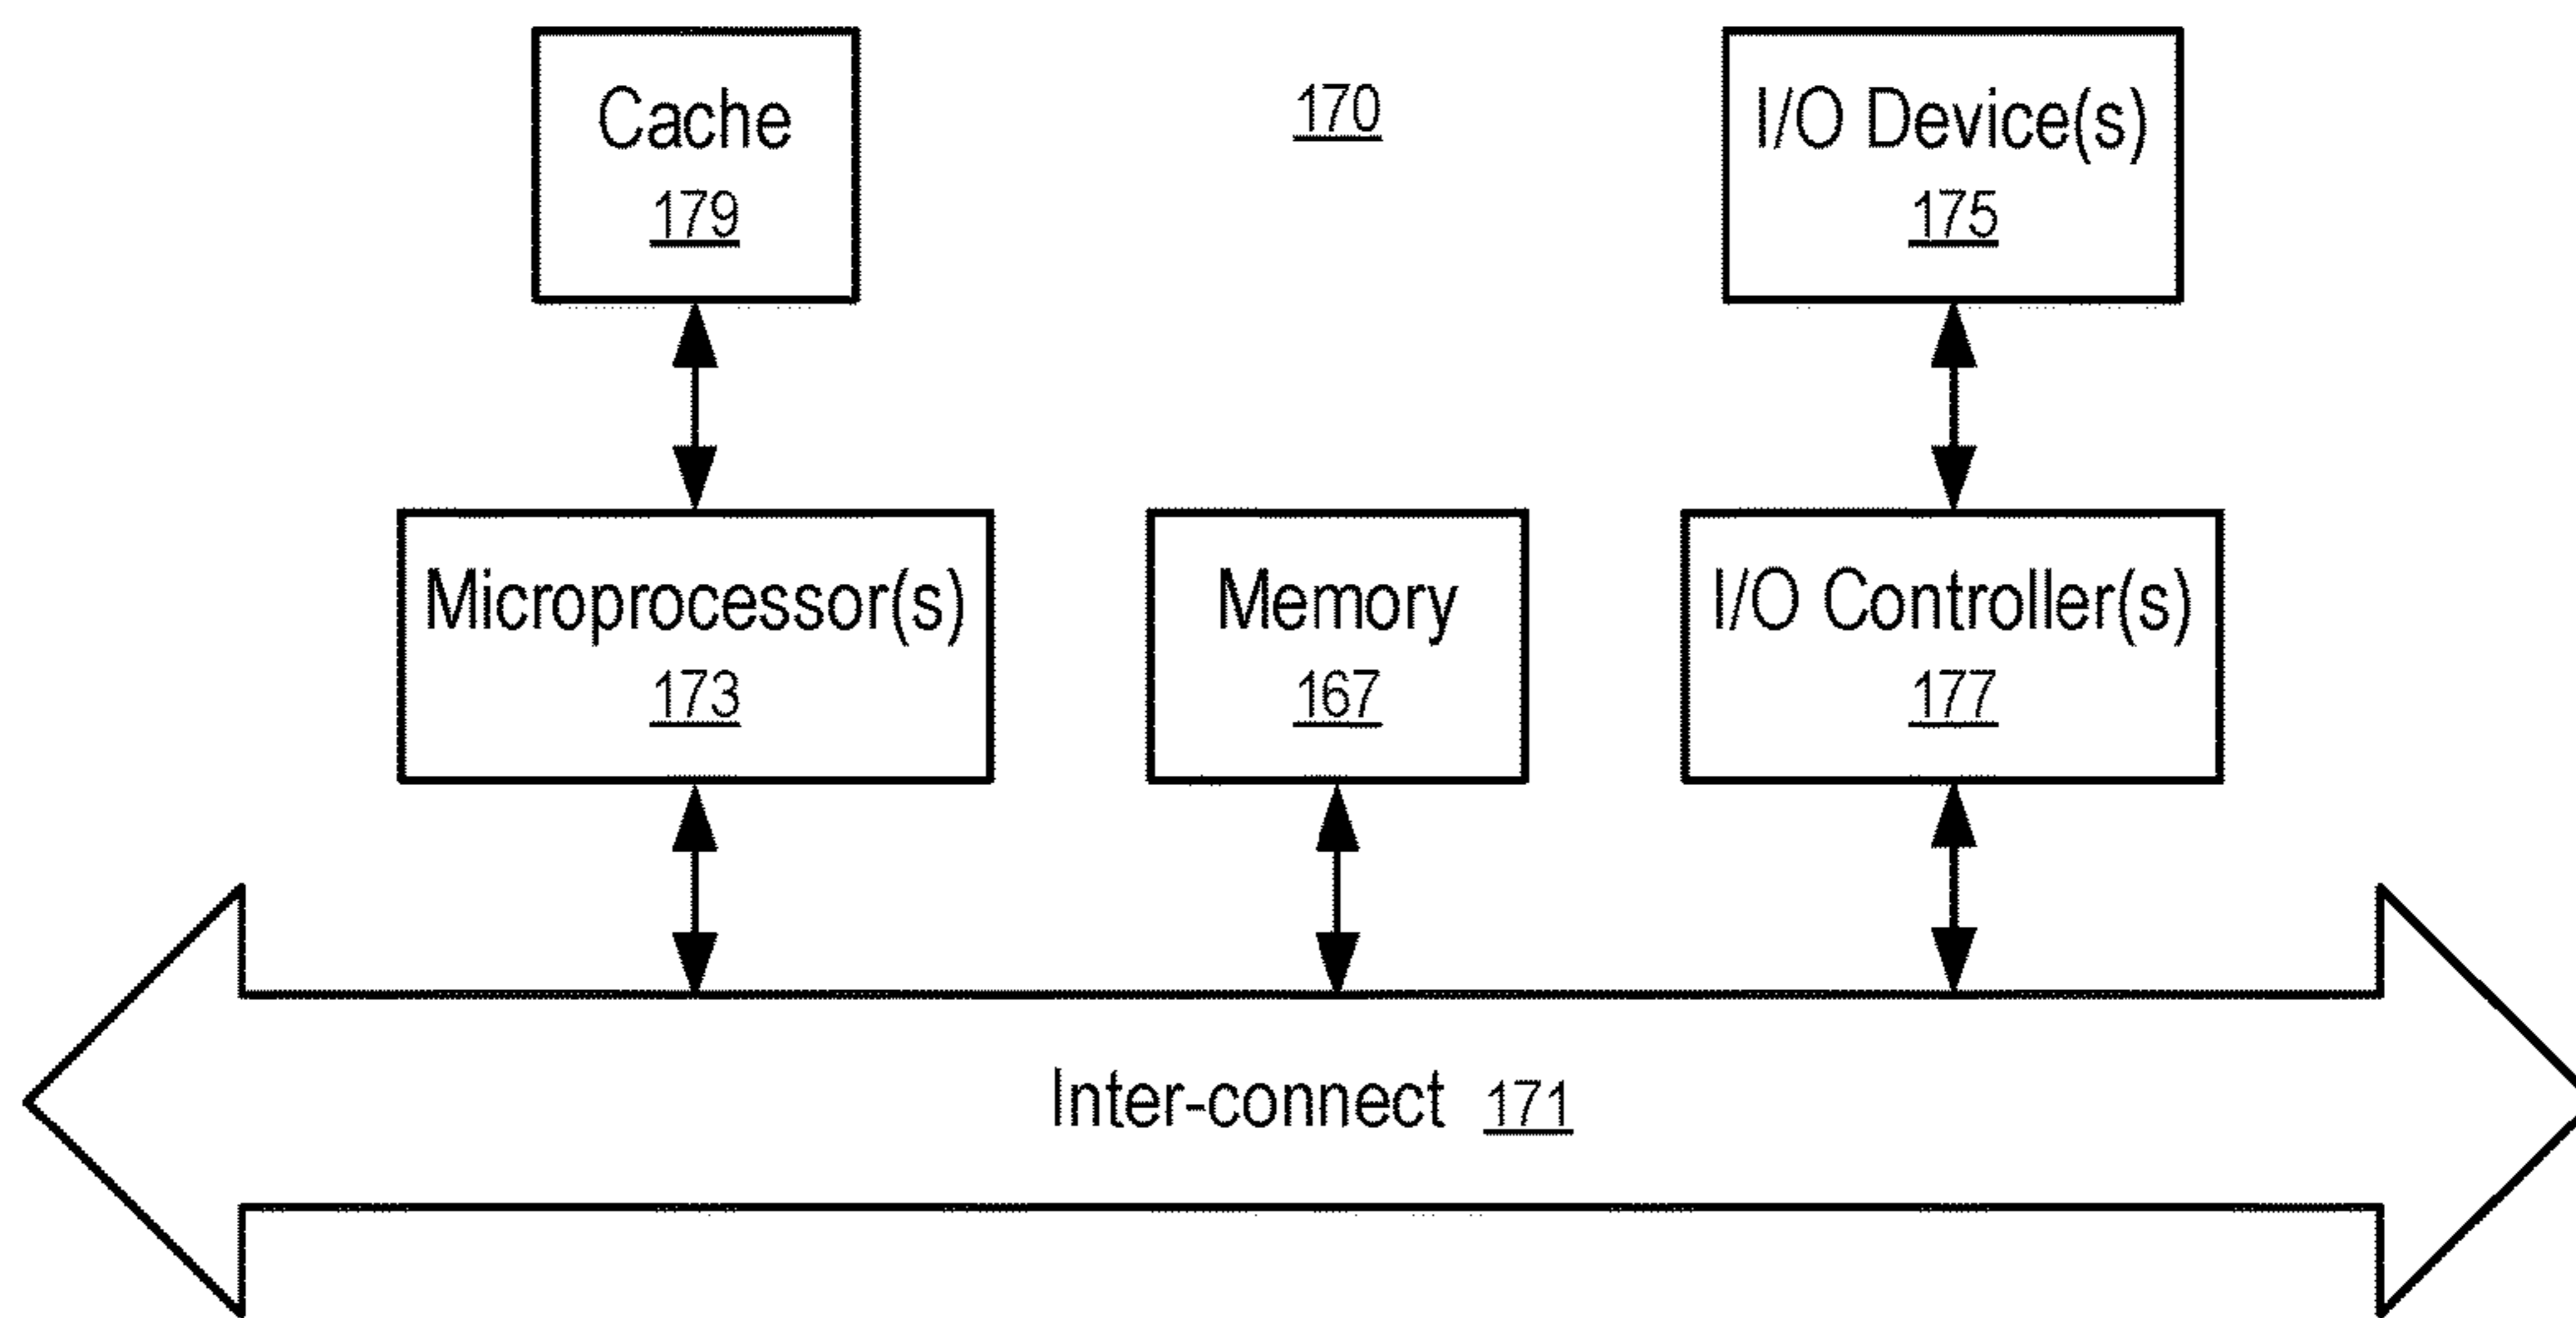 Cache
179
170
I/O Device(s)
175
Microprocessor(s)
173
Memory
167
I/O Controller(s)
177
Inter-connect 171